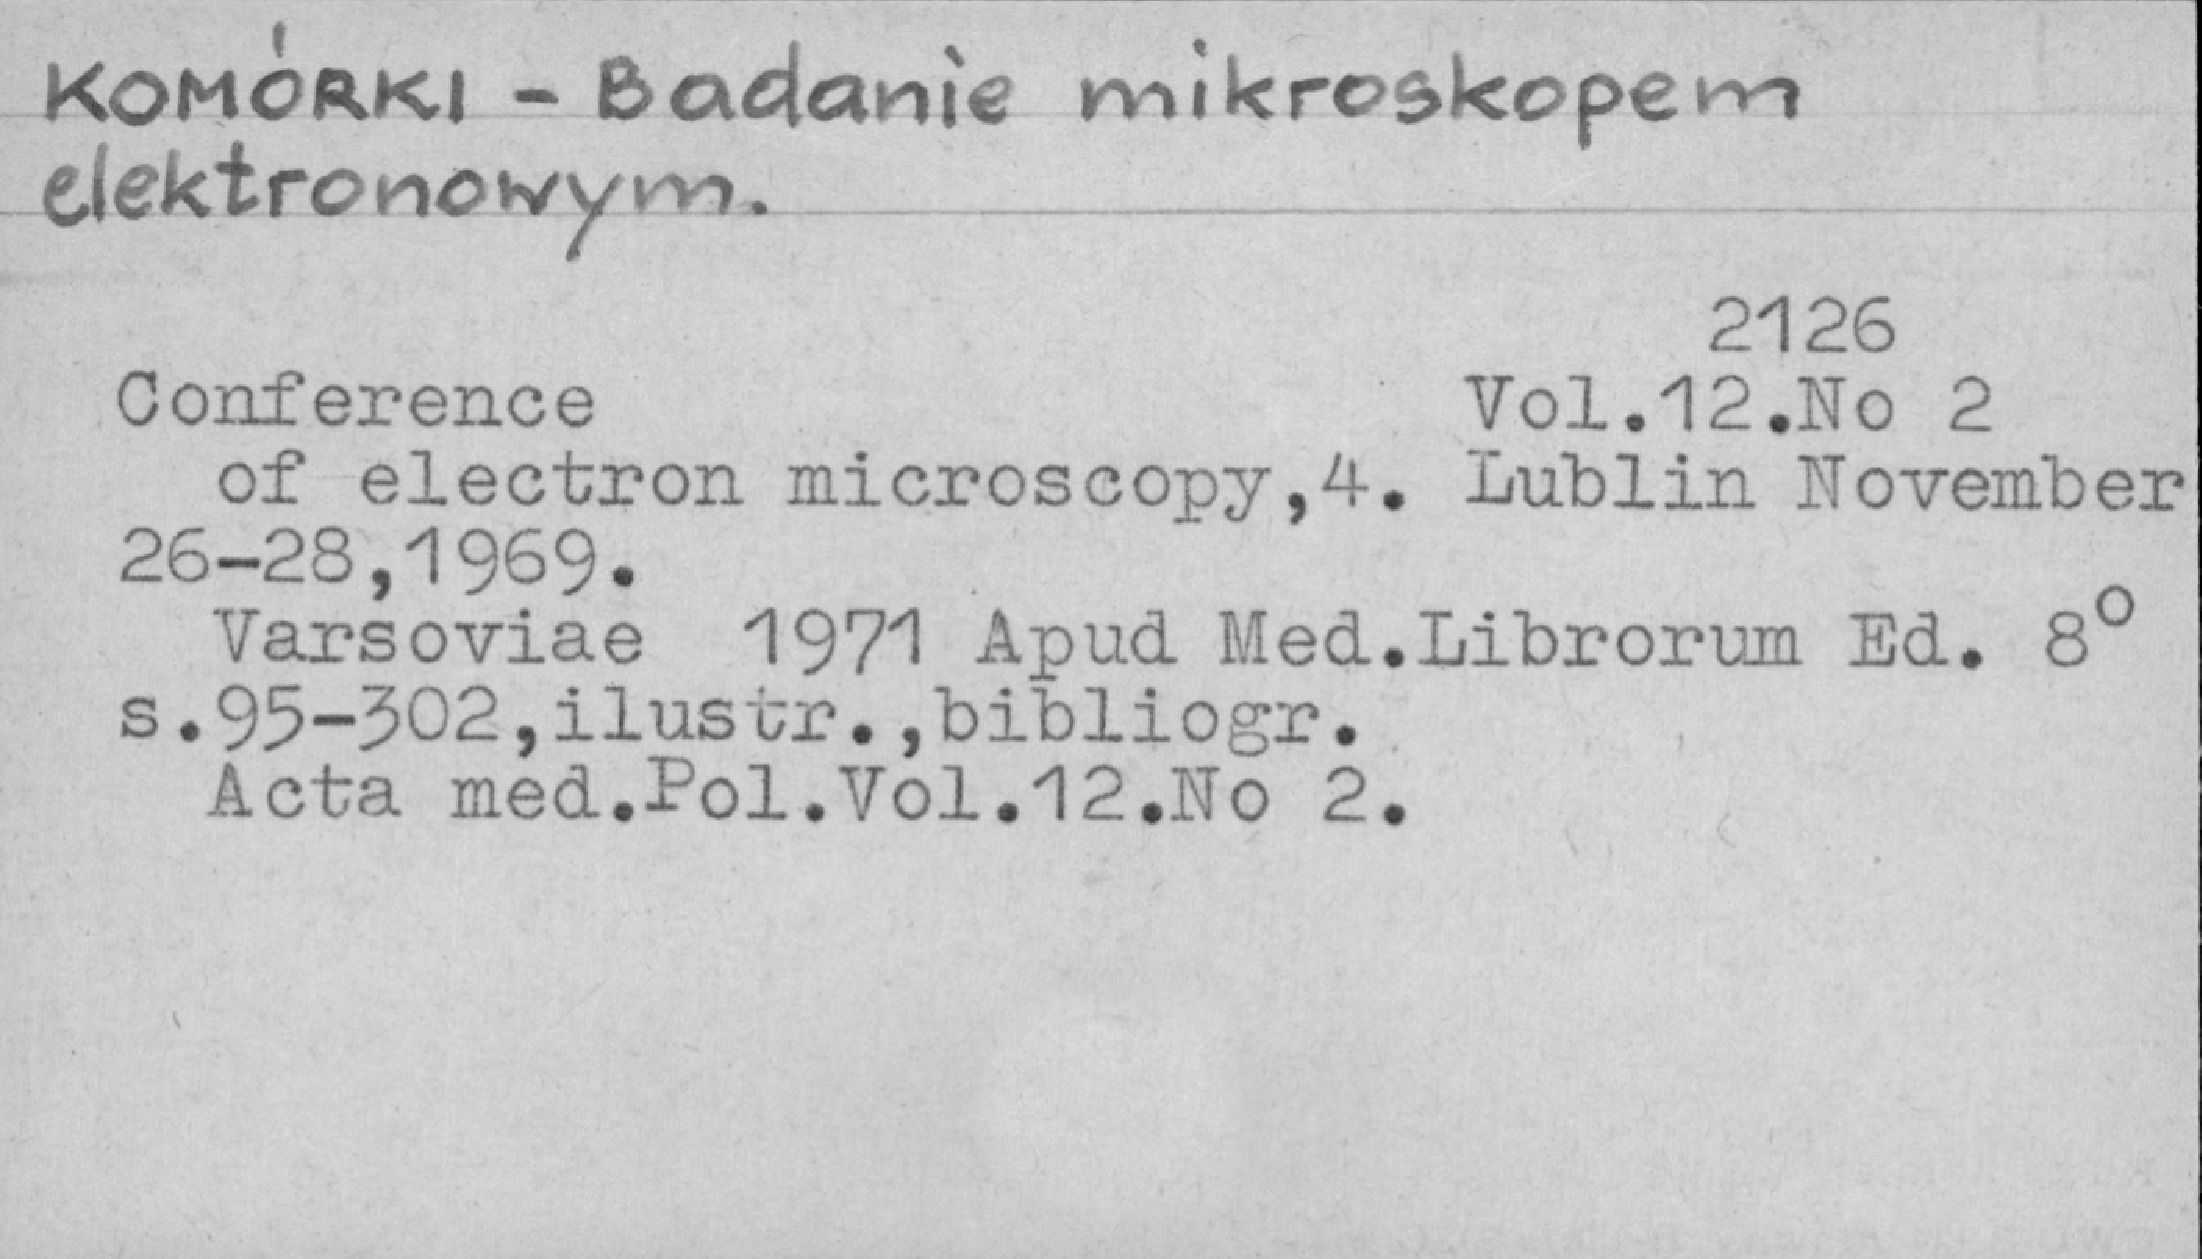 KOMÓRKI - Badanie mikroskopem
elektronowym.
2126
Conference Vol.12.No 2
of electron microscopy,4. Lublin November
26-28,1969.
Varsoviae 1971 Apud Med.Librorum Ed. 8°
s.95-302,ilustr.,bibliogr.
Acta med.Pol.Vol.12.No 2.